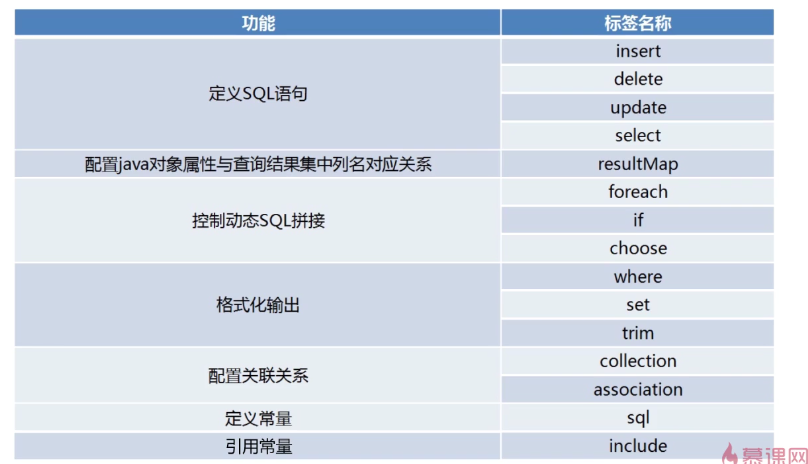 功能 标签名称
定义SQL语句 insert
delete
update
select
配置java对象属性与查询结果集中列名对应关系 resultMap
控制动态SQL拼接 foreach
if
choose
格式化输出 where
set
trim
配置关联关系 collection
association
定义常量 sql
引用常量 include
慕课网